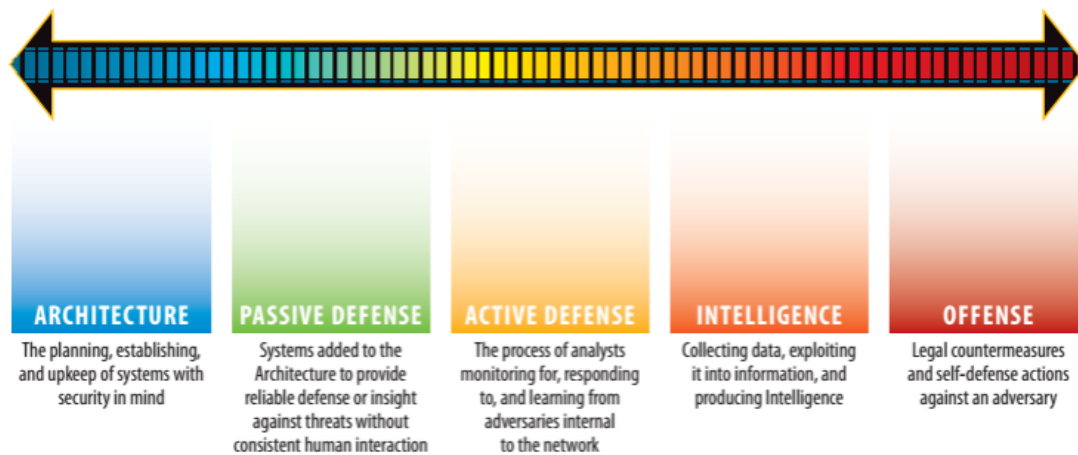 ARCHITECTURE
The planning, establishing,
and upkeep of systems with
security in mind
PASSIVE DEFENSE
Systems added to the
Architecture to provide
reliable defense or insight
against threats without
consistent human interaction
ACTIVE DEFENSE
The process of analysts
monitoring for, responding
to, and learning from
adversaries internal
to the network
INTELLIGENCE
Collecting data, exploiting
it into information, and
producing Intelligence
OFFENSE
Legal countermeasures
and self-defense actions
against an adversary